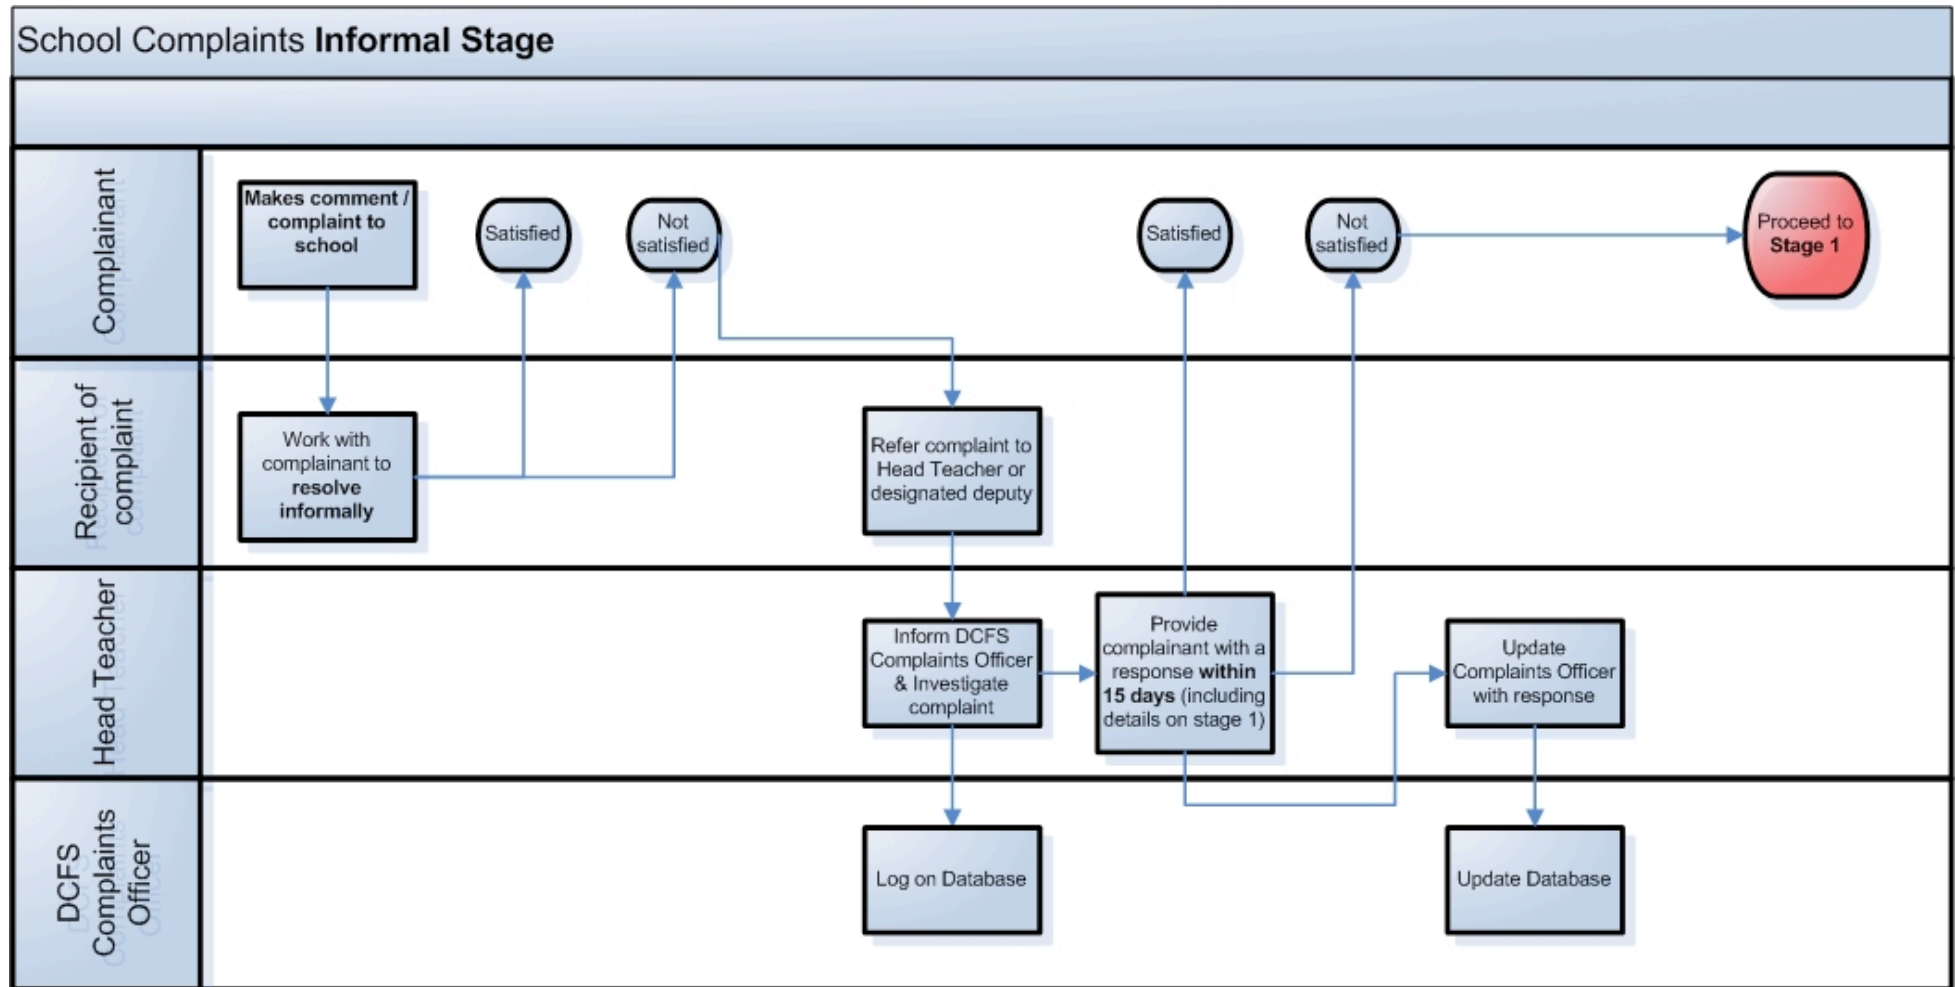 School Complaints Informal Stage
Complainant
Makes comment /
complaint to
school
Satisfied
Not
satisfied
Satisfied
Not
satisfied
Proceed to
Stage 1
Recipient of
complaint
Work with
complainant to
resolve
informally
Refer complaint to
Head Teacher or
designated deputy
Head Teacher
Inform DCFS
Complaints Officer
& Investigate
complaint
Provide
complainant with a
response within
15 days (including
details on stage 1)
Update
Complaints Officer
with response
DCFS
Complaints
Officer
Log on Database
Update Database